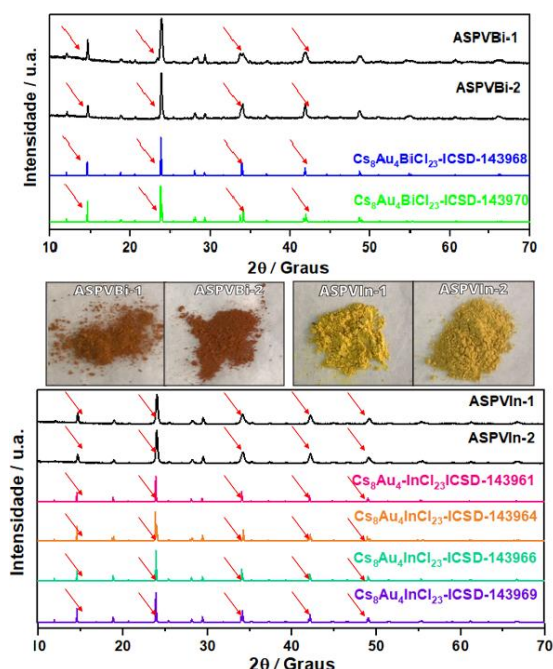 Intensidade / u.a.
ASPVBi-1
ASPVBi-2
Cs₈Au₄BiCl₂₃-ICSD-143968
Cs₈Au₄BiCl₂₃-ICSD-143970
10 20 30 40 50 60 70
2θ / Graus
ASPVBi-1 ASPVBi-2 ASPVIn-1 ASPVIn-2
Intensidade / u.a.
ASPVIn-1
ASPVIn-2
Cs₈Au₄-InCl₂₃ICSD-143961
Cs₈Au₄InCl₂₃-ICSD-143964
Cs₈Au₄InCl₂₃-ICSD-143966
Cs₈Au₄InCl₂₃-ICSD-143969
10 20 30 40 50 60 70
2θ / Graus